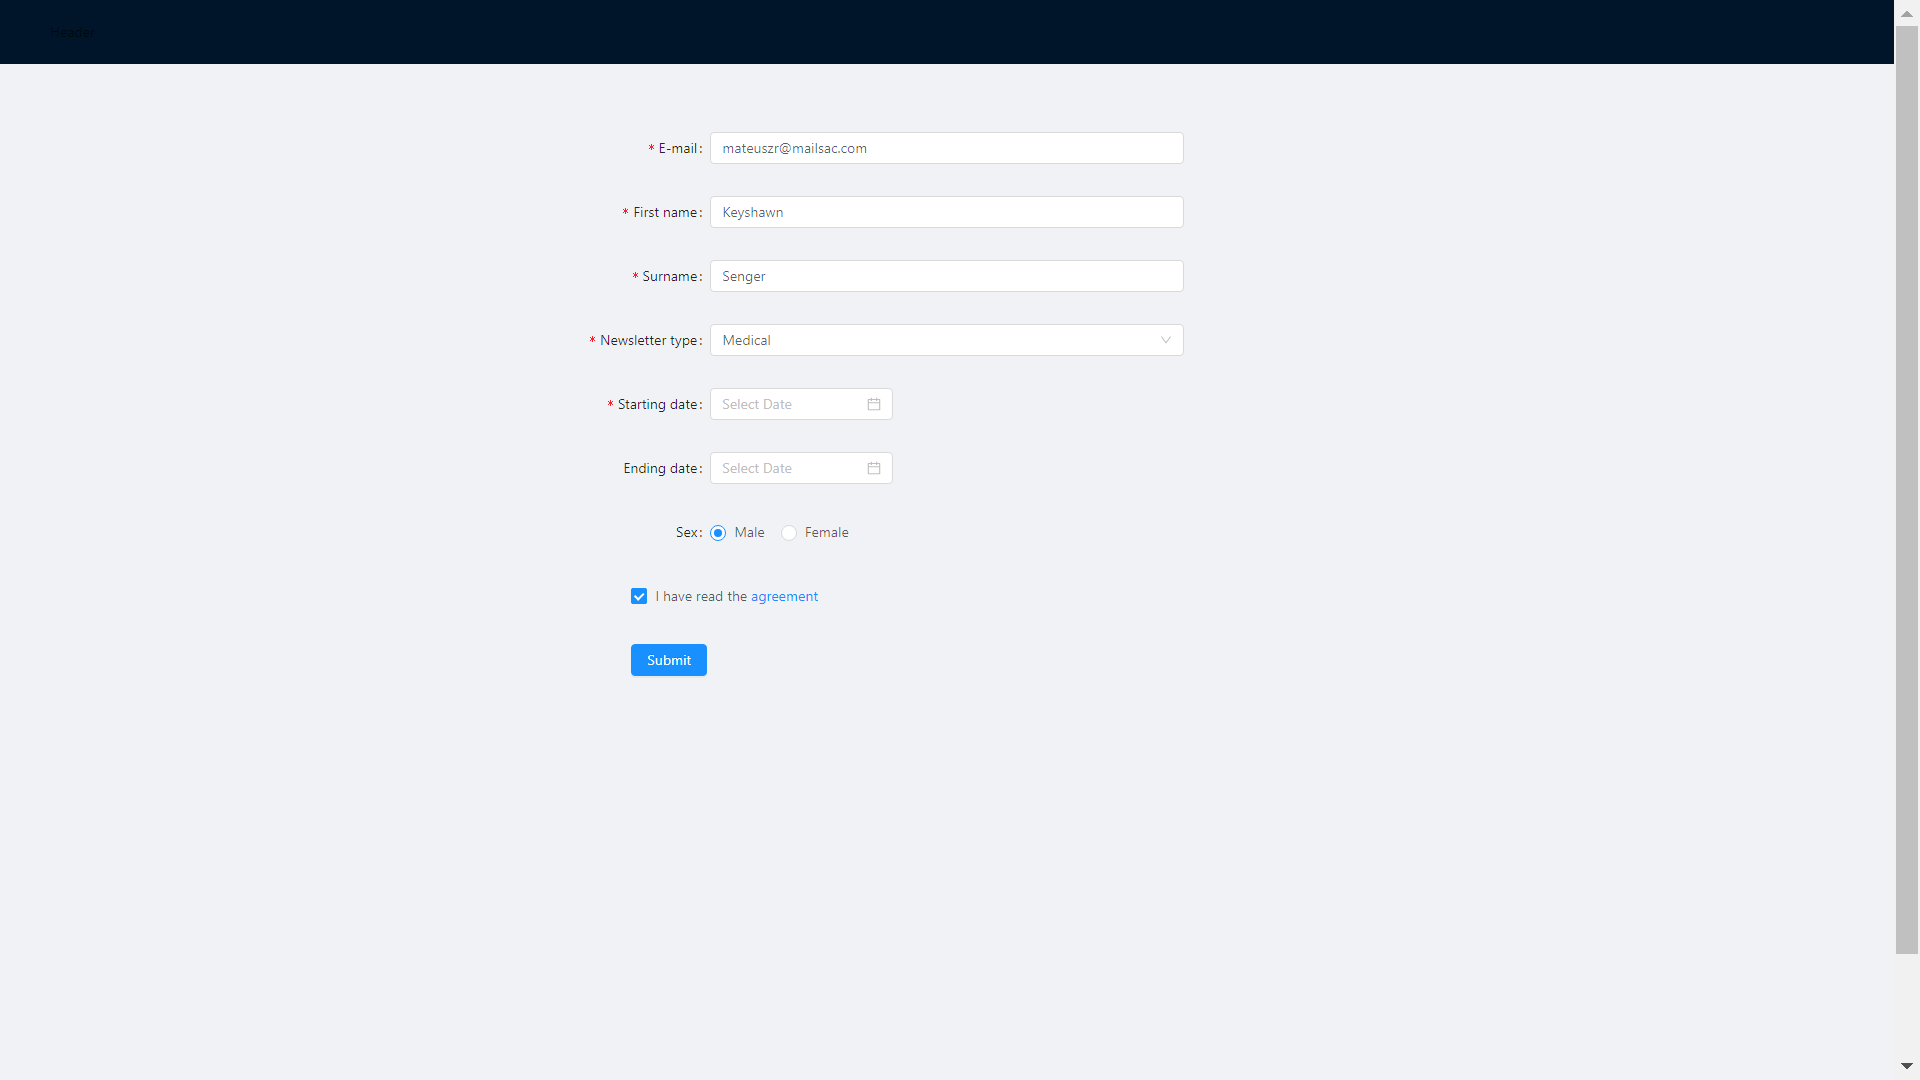 Header
* E-mail: mateuszr@mailsac.com
* First name: Keyshawn
* Surname: Senger
* Newsletter type: Medical
* Starting date: Select Date
Ending date: Select Date
Sex: Male Female
I have read the agreement
Submit